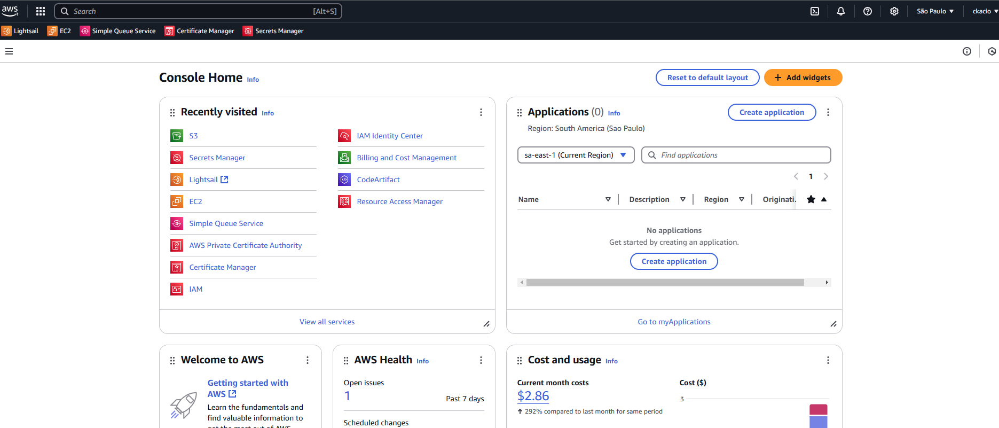 aws
Search [Alt+S]
São Paulo
ckacio
Lightsail
EC2
Simple Queue Service
Certificate Manager
Secrets Manager
Console Home Info
Reset to default layout
Add widgets
Recently visited Info
S3
Secrets Manager
Lightsail
EC2
Simple Queue Service
AWS Private Certificate Authority
Certificate Manager
IAM
IAM Identity Center
Billing and Cost Management
CodeArtifact
Resource Access Manager
View all services
Applications (0) Info
Create application
Region: South America (Sao Paulo)
sa-east-1 (Current Region)
Find applications
1
Name
Description
Region
Originati.
No applications
Get started by creating an application.
Create application
Go to myApplications
Welcome to AWS
Getting started with
AWS
Learn the fundamentals and
find valuable information to
get the most out of AWS
AWS Health Info
Open issues
1
Past 7 days
Scheduled changes
Cost and usage Info
Current month costs
$2.86
292% compared to last month for same period
Cost ($)
3